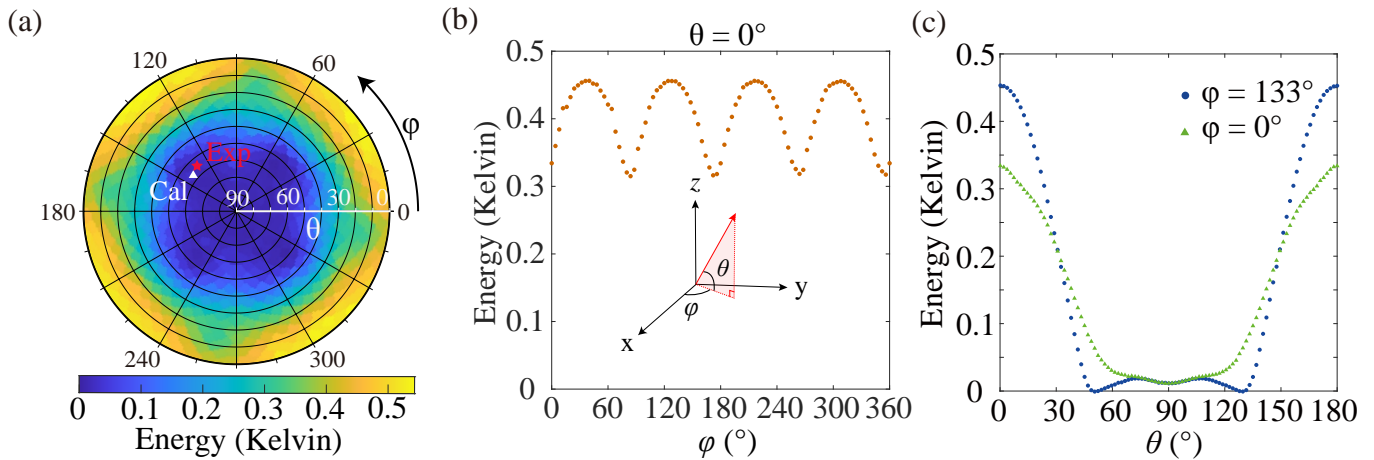 (a)
120
60
φ
Exp
Cal
180
90
60
30
0
0
θ
240
300
0
0.1
0.2
0.3
0.4
0.5
Energy (Kelvin)
(b)
θ = 0°
0.5
0.4
0.3
0.2
0.1
0
Energy (Kelvin)
z
θ
y
φ
x
0
60
120
180
240
300
360
φ (°)
(c)
0.5
0.4
0.3
0.2
0.1
0
Energy (Kelvin)
φ = 133°
φ = 0°
0
30
60
90
120
150
180
θ (°)